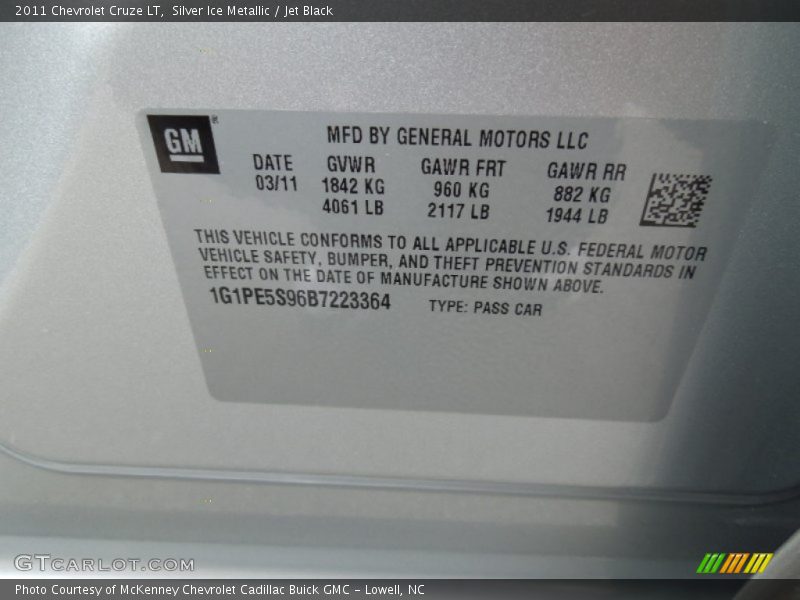 2011 Chevrolet Cruze LT, Silver Ice Metallic / Jet Black
GM®
MFD BY GENERAL MOTORS LLC
DATE GVWR GAWR FRT GAWR RR
03/11 1842 KG 960 KG 882 KG
4061 LB 2117 LB 1944 LB
THIS VEHICLE CONFORMS TO ALL APPLICABLE U.S. FEDERAL MOTOR
VEHICLE SAFETY, BUMPER, AND THEFT PREVENTION STANDARDS IN
EFFECT ON THE DATE OF MANUFACTURE SHOWN ABOVE.
1G1PE5S96B7223364 TYPE: PASS CAR
GTCARLOT.COM
Photo Courtesy of McKenney Chevrolet Cadillac Buick GMC - Lowell, NC